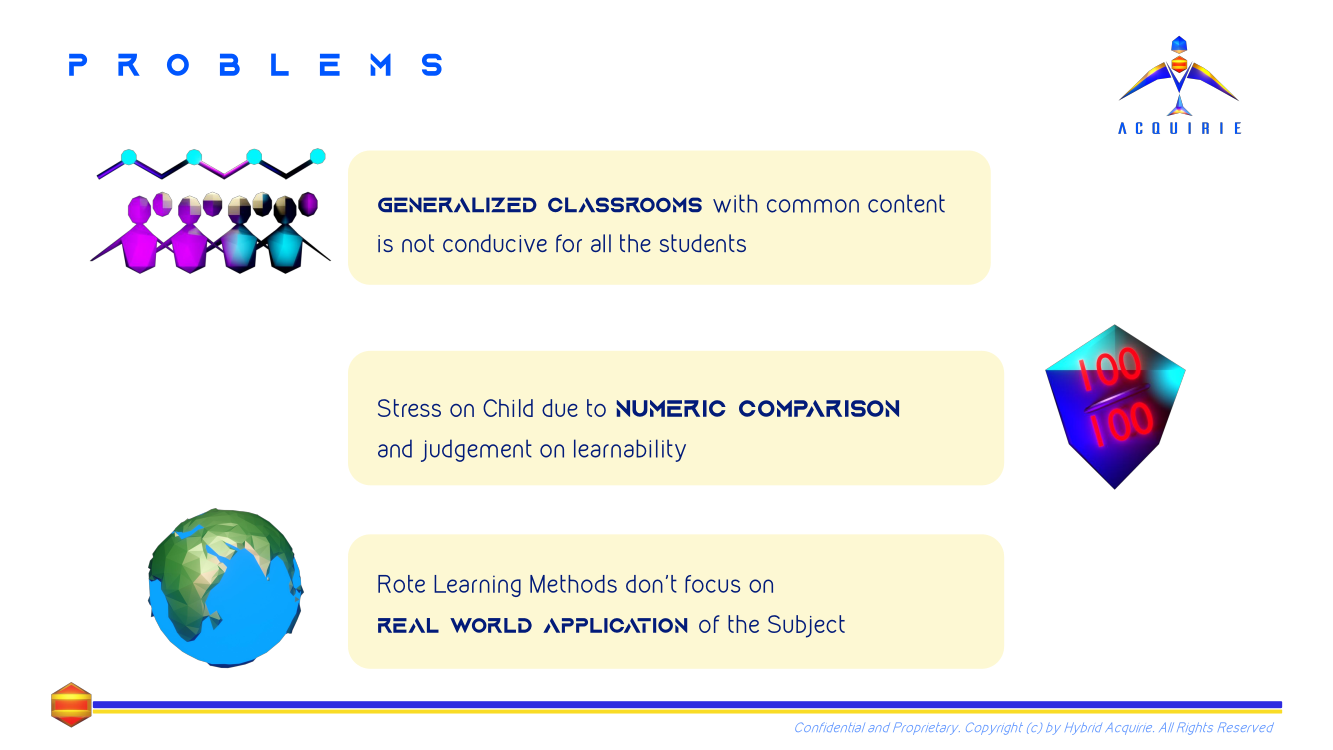 PROBLEMS
ACQUIRIE
GENERALIZED CLASSROOMS with common content
is not conducive for all the students
100
100
Stress on Child due to NUMERIC COMPARISON
and judgement on learnability
Rote Learning Methods don't focus on
REAL WORLD APPLICATION of the Subject
Confidential and Proprietary. Copyright (c) by Hybrid Acquirie. All Rights Reserved